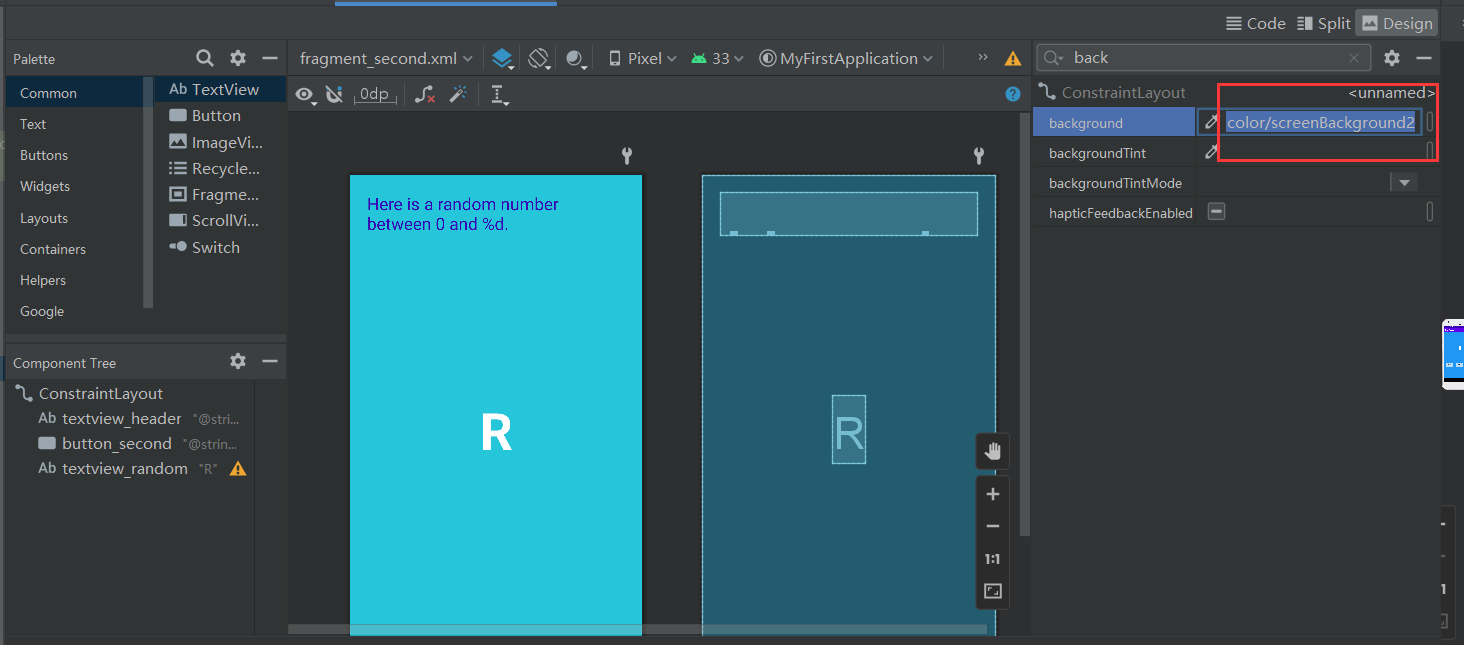 Code Split Design
Palette
fragment_second.xml Pixel 33 MyFirstApplication »
back
Common
Text
Buttons
Widgets
Layouts
Containers
Helpers
Google
Ab TextView
Button
ImageVi...
Recycle...
Fragme...
ScrollVi...
Switch
0dp
?
Here is a random number
between 0 and %d.
R
R
1:1
ConstraintLayout <unnamed>
background color/screenBackground2
backgroundTint
backgroundTintMode
hapticFeedbackEnabled
Component Tree
ConstraintLayout
Ab textview_header "@stri...
button_second "@strin...
Ab textview_random "R"